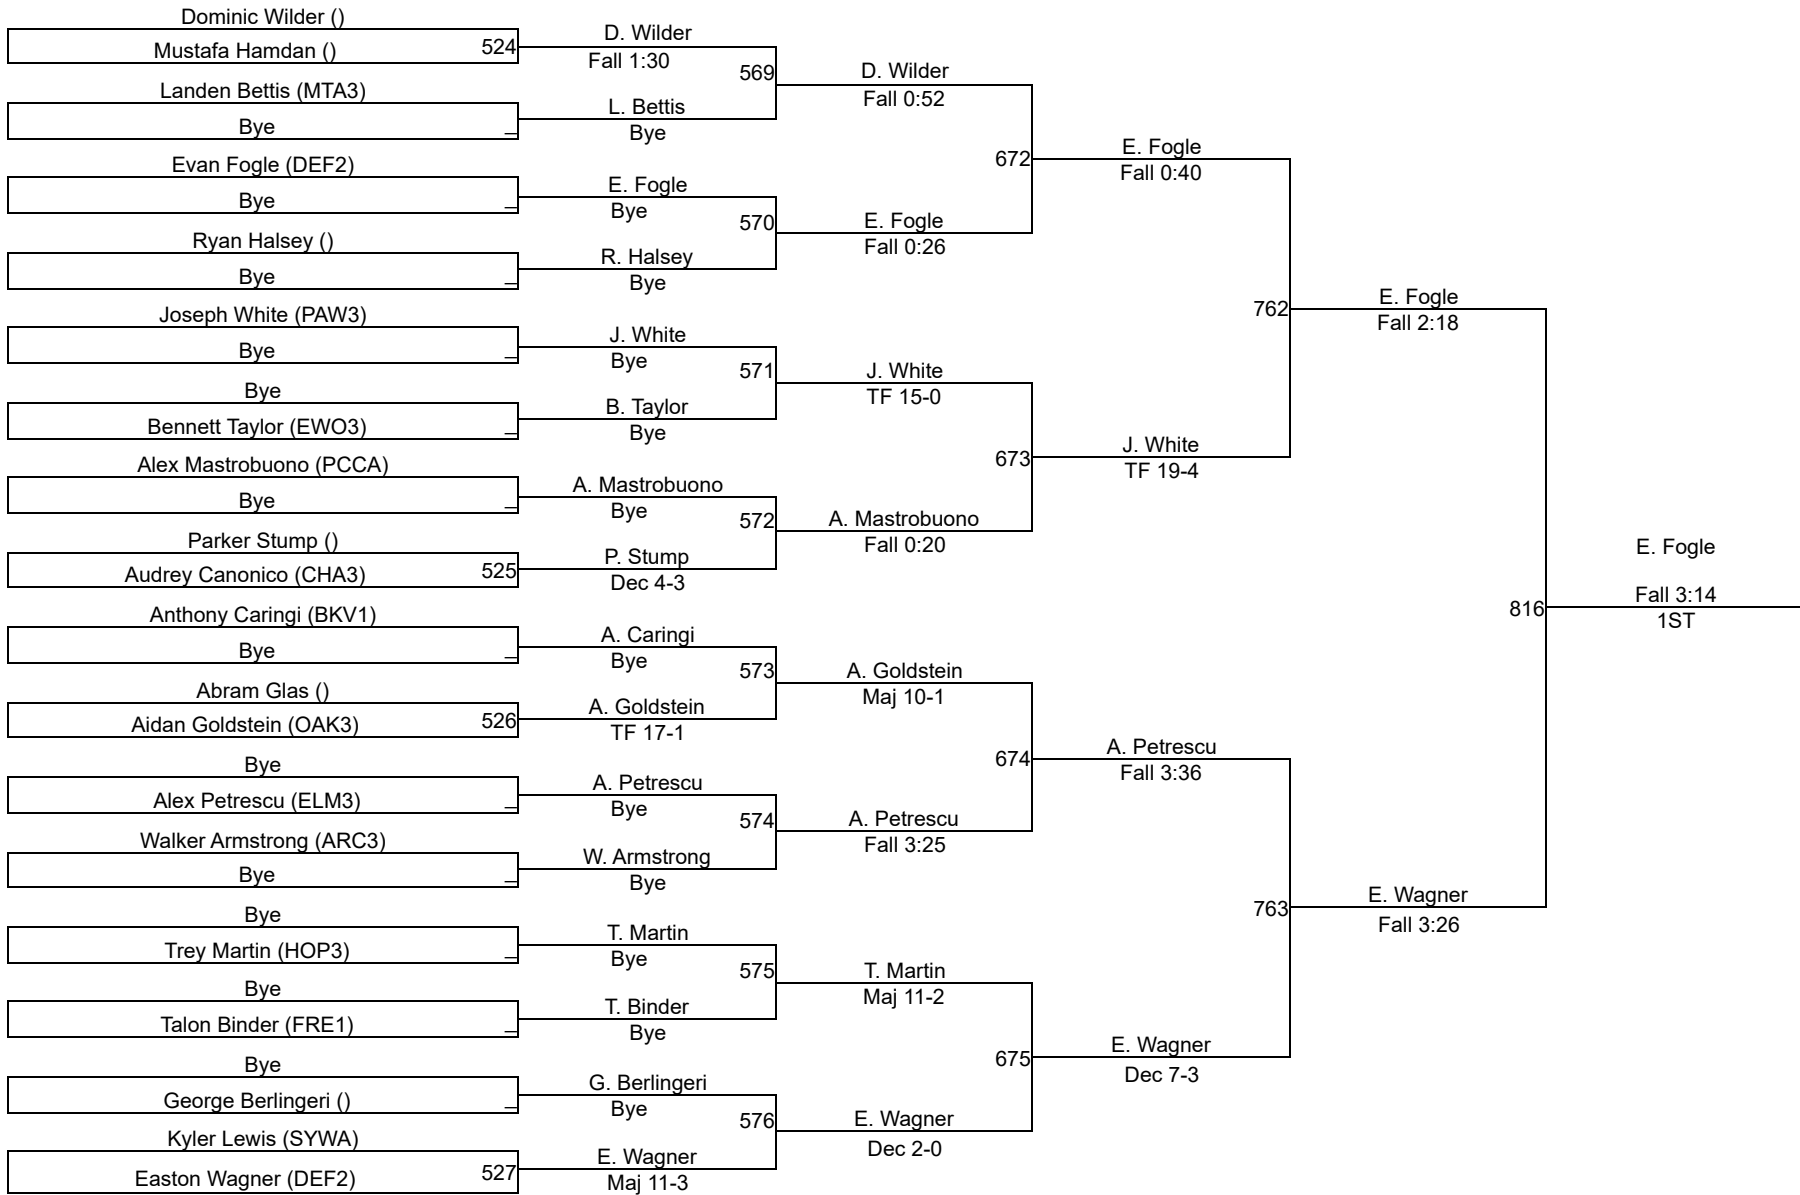 Dominic Wilder ()
Mustafa Hamdan ()
524
Landen Bettis (MTA3)
Bye
_
Evan Fogle (DEF2)
Bye
_
Ryan Halsey ()
Bye
_
Joseph White (PAW3)
Bye
_
Bye
Bennett Taylor (EWO3)
_
Alex Mastrobuono (PCCA)
Bye
_
Parker Stump ()
Audrey Canonico (CHA3)
525
Anthony Caringi (BKV1)
Bye
_
Abram Glas ()
Aidan Goldstein (OAK3)
526
Bye
Alex Petrescu (ELM3)
_
Walker Armstrong (ARC3)
Bye
_
Bye
Trey Martin (HOP3)
_
Bye
Talon Binder (FRE1)
_
Bye
George Berlingeri ()
_
Kyler Lewis (SYWA)
Easton Wagner (DEF2)
527
D. Wilder
Fall 1:30
569
L. Bettis
Bye
E. Fogle
Bye
570
R. Halsey
Bye
J. White
Bye
571
B. Taylor
Bye
A. Mastrobuono
Bye
572
P. Stump
Dec 4-3
A. Caringi
Bye
573
A. Goldstein
TF 17-1
A. Petrescu
Bye
574
W. Armstrong
Bye
T. Martin
Bye
575
T. Binder
Bye
G. Berlingeri
Bye
576
E. Wagner
Maj 11-3
D. Wilder
Fall 0:52
672
E. Fogle
Fall 0:26
J. White
TF 15-0
673
A. Mastrobuono
Fall 0:20
A. Goldstein
Maj 10-1
674
A. Petrescu
Fall 3:25
T. Martin
Maj 11-2
675
E. Wagner
Dec 2-0
E. Fogle
Fall 0:40
762
J. White
TF 19-4
A. Petrescu
Fall 3:36
763
E. Wagner
Dec 7-3
E. Fogle
Fall 2:18
816
E. Wagner
Fall 3:26
E. Fogle
Fall 3:14
1ST